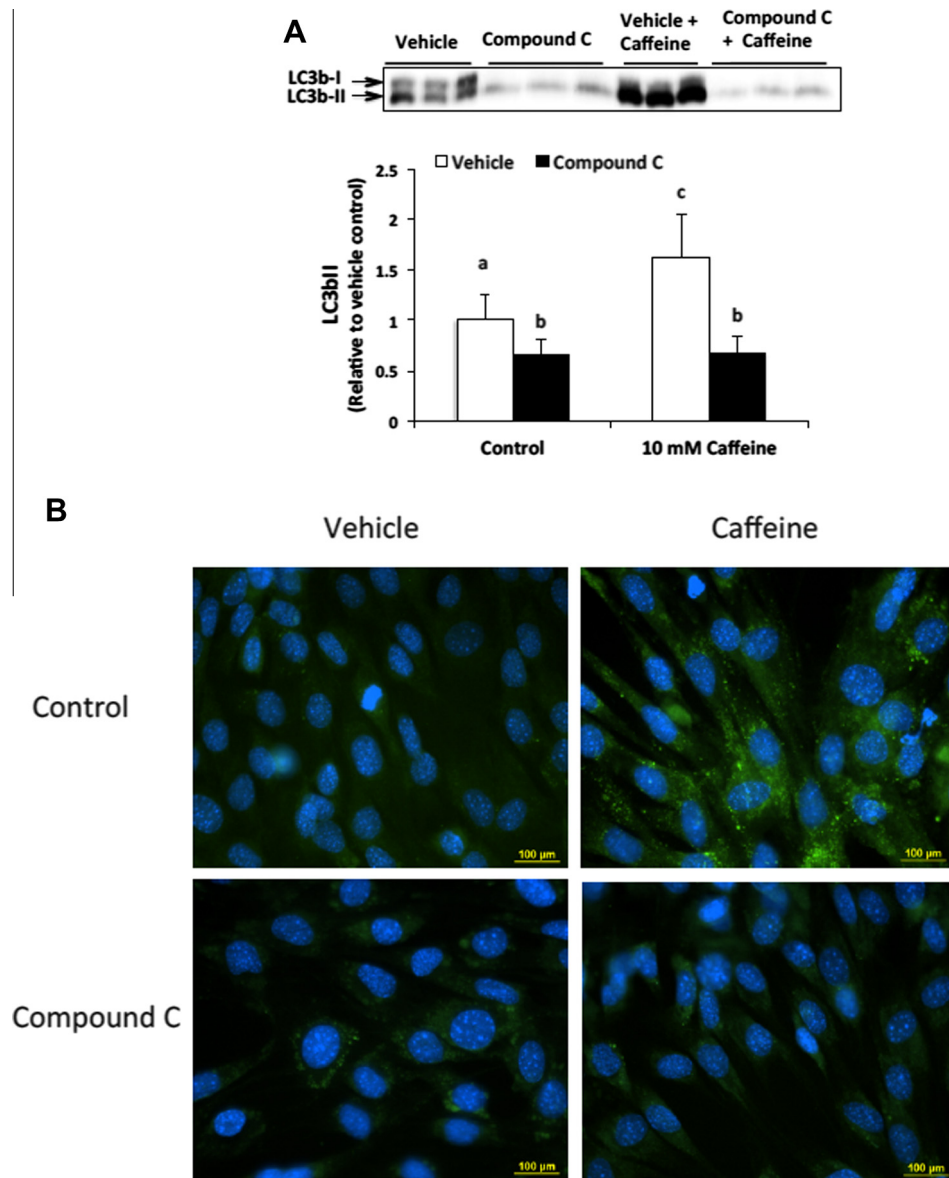 A
Vehicle
Compound C
Vehicle +
Caffeine
Compound C
+ Caffeine
LC3b-I
LC3b-II
Vehicle
Compound C
LC3bII
(Relative to vehicle control)
2.5
2
1.5
1
0.5
0
a
b
c
b
Control
10 mM Caffeine
B
Vehicle
Caffeine
Control
100 µm
100 µm
Compound C
100 µm
100 µm